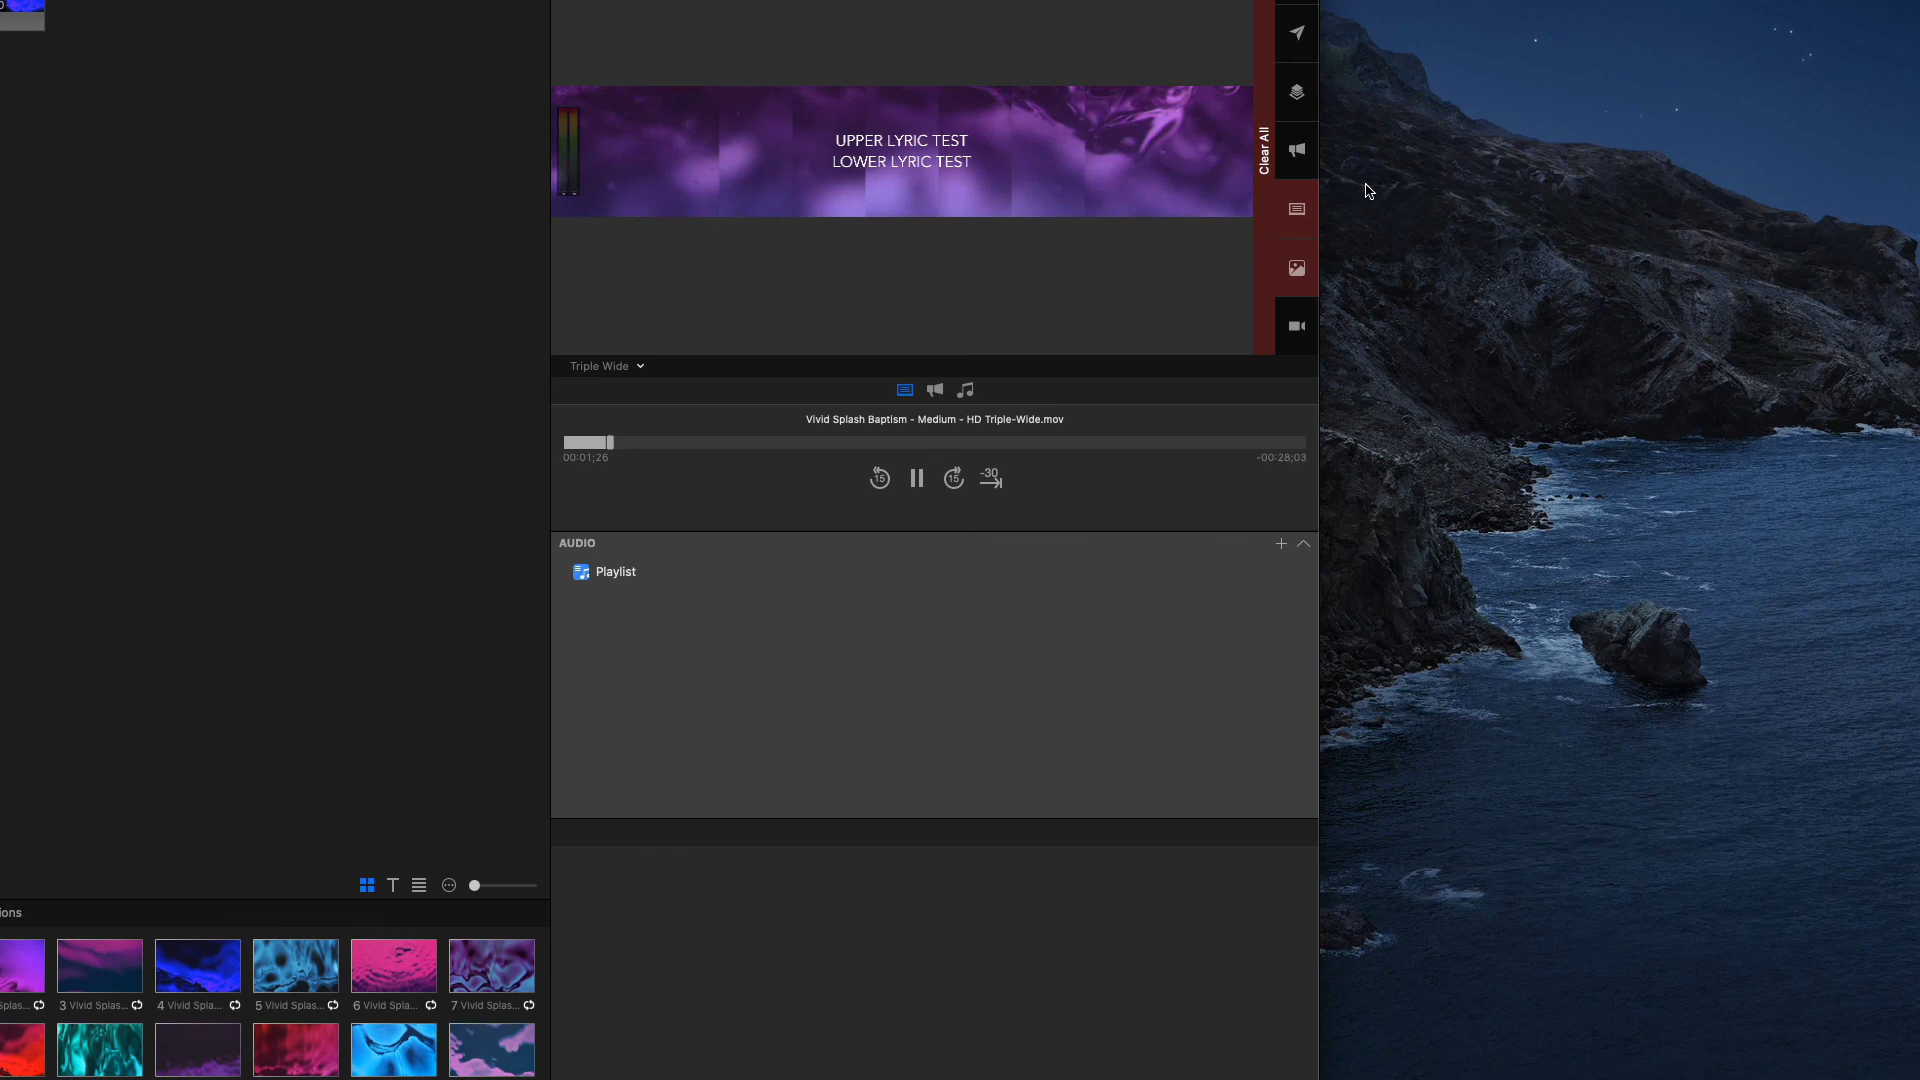 UPPER LYRIC TEST
LOWER LYRIC TEST
Clear All
Triple Wide
Vivid Splash Baptism - Medium - HD Triple-Wide.mov
00:01;26
-00:28;03
15
15
-30
AUDIO
Playlist
ions
Splas...
3 Vivid Splas...
4 Vivid Spla...
5 Vivid Splas...
6 Vivid Spla...
7 Vivid Splas...